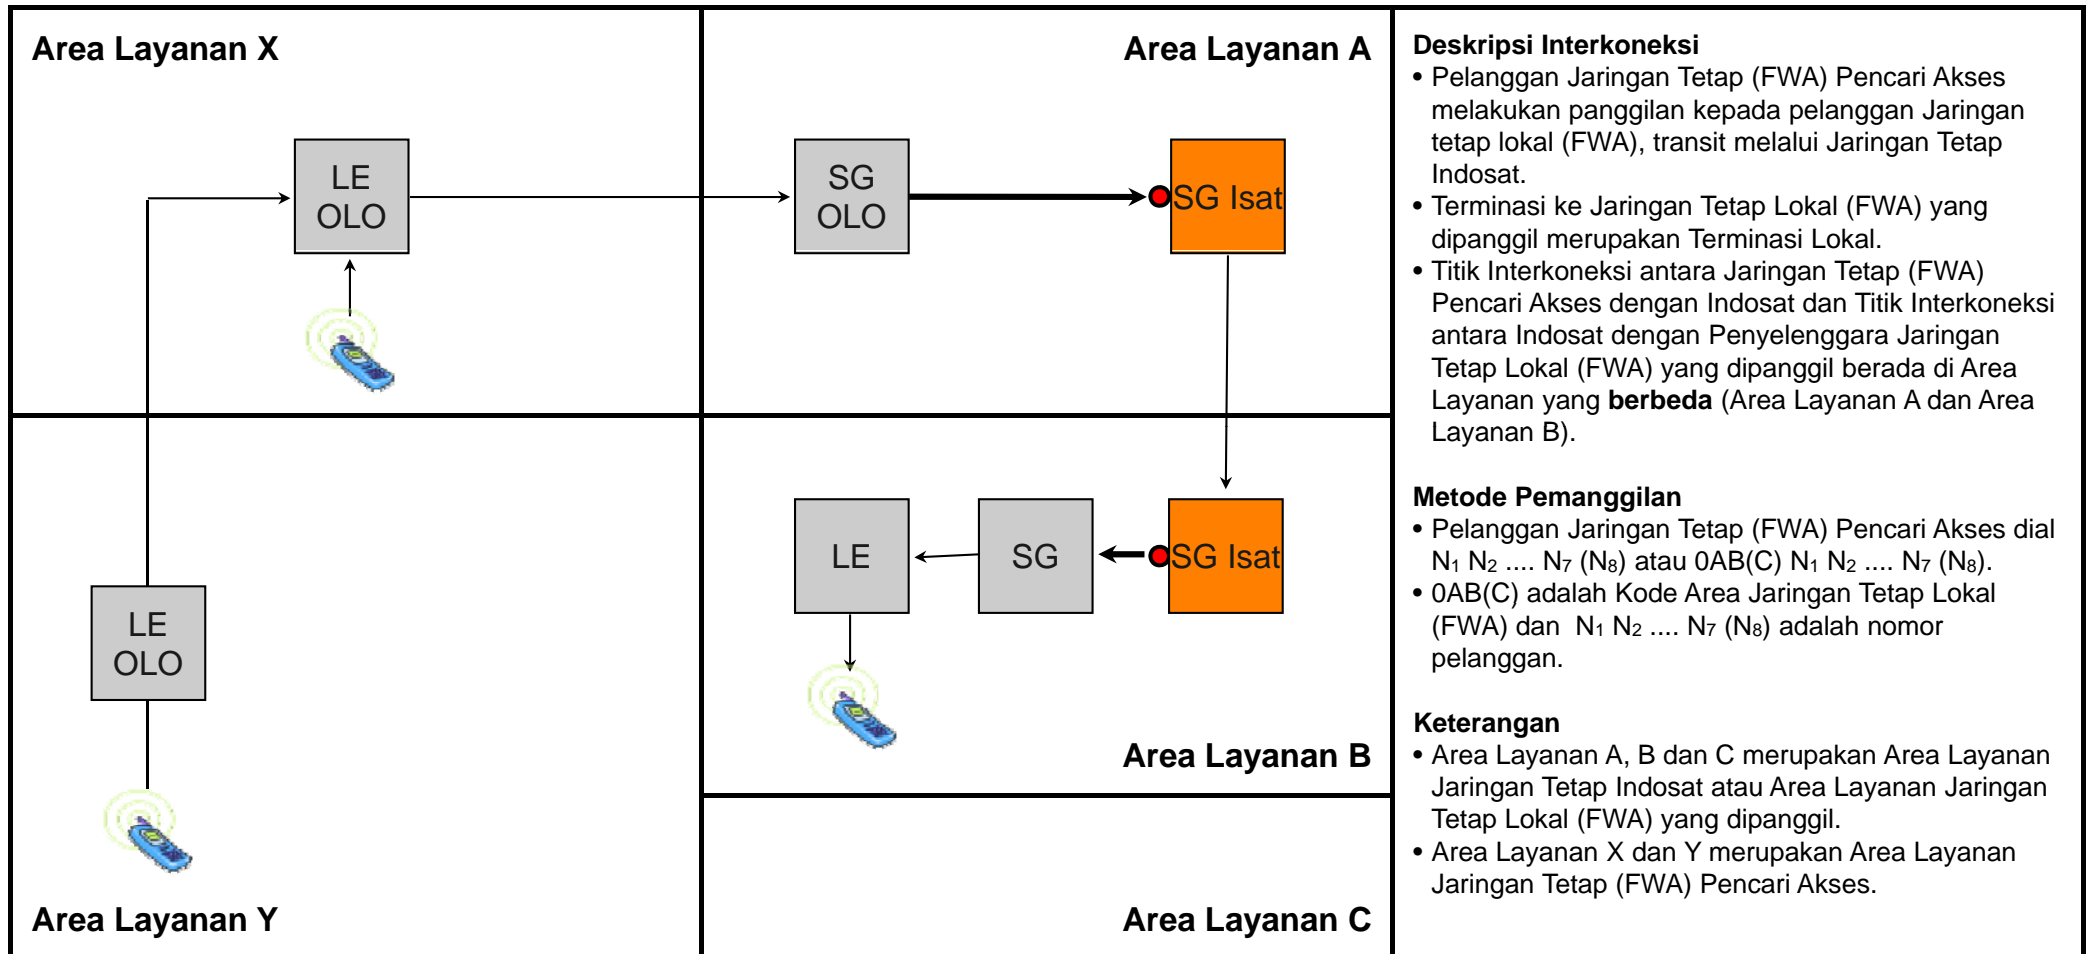 Area Layanan X
Area Layanan A
LE
OLO
SG
OLO
SG Isat
LE
SG
SG Isat
LE
OLO
Area Layanan B
Area Layanan Y
Area Layanan C
Deskripsi Interkoneksi
• Pelanggan Jaringan Tetap (FWA) Pencari Akses
melakukan panggilan kepada pelanggan Jaringan
tetap lokal (FWA), transit melalui Jaringan Tetap
Indosat.
• Terminasi ke Jaringan Tetap Lokal (FWA) yang
dipanggil merupakan Terminasi Lokal.
• Titik Interkoneksi antara Jaringan Tetap (FWA)
Pencari Akses dengan Indosat dan Titik Interkoneksi
antara Indosat dengan Penyelenggara Jaringan
Tetap Lokal (FWA) yang dipanggil berada di Area
Layanan yang berbeda (Area Layanan A dan Area
Layanan B).
Metode Pemanggilan
• Pelanggan Jaringan Tetap (FWA) Pencari Akses dial
N₁ N₂ .... N₇ (N₈) atau 0AB(C) N₁ N₂ .... N₇ (N₈).
• 0AB(C) adalah Kode Area Jaringan Tetap Lokal
(FWA) dan N₁ N₂ .... N₇ (N₈) adalah nomor
pelanggan.
Keterangan
• Area Layanan A, B dan C merupakan Area Layanan
Jaringan Tetap Indosat atau Area Layanan Jaringan
Tetap Lokal (FWA) yang dipanggil.
• Area Layanan X dan Y merupakan Area Layanan
Jaringan Tetap (FWA) Pencari Akses.